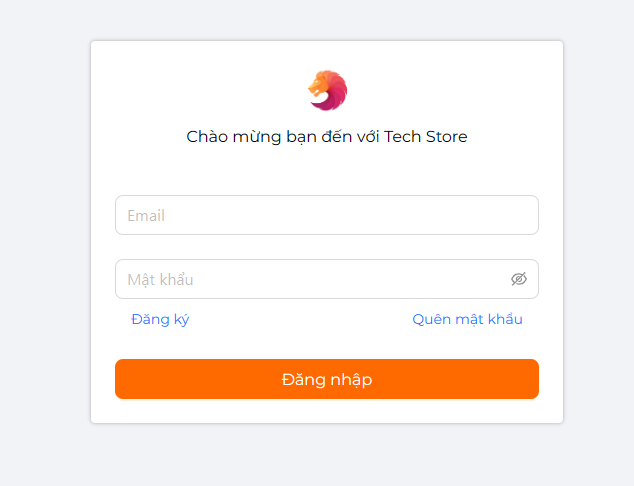 Chào mừng bạn đến với Tech Store
Email
Mật khẩu
Đăng ký Quên mật khẩu
Đăng nhập